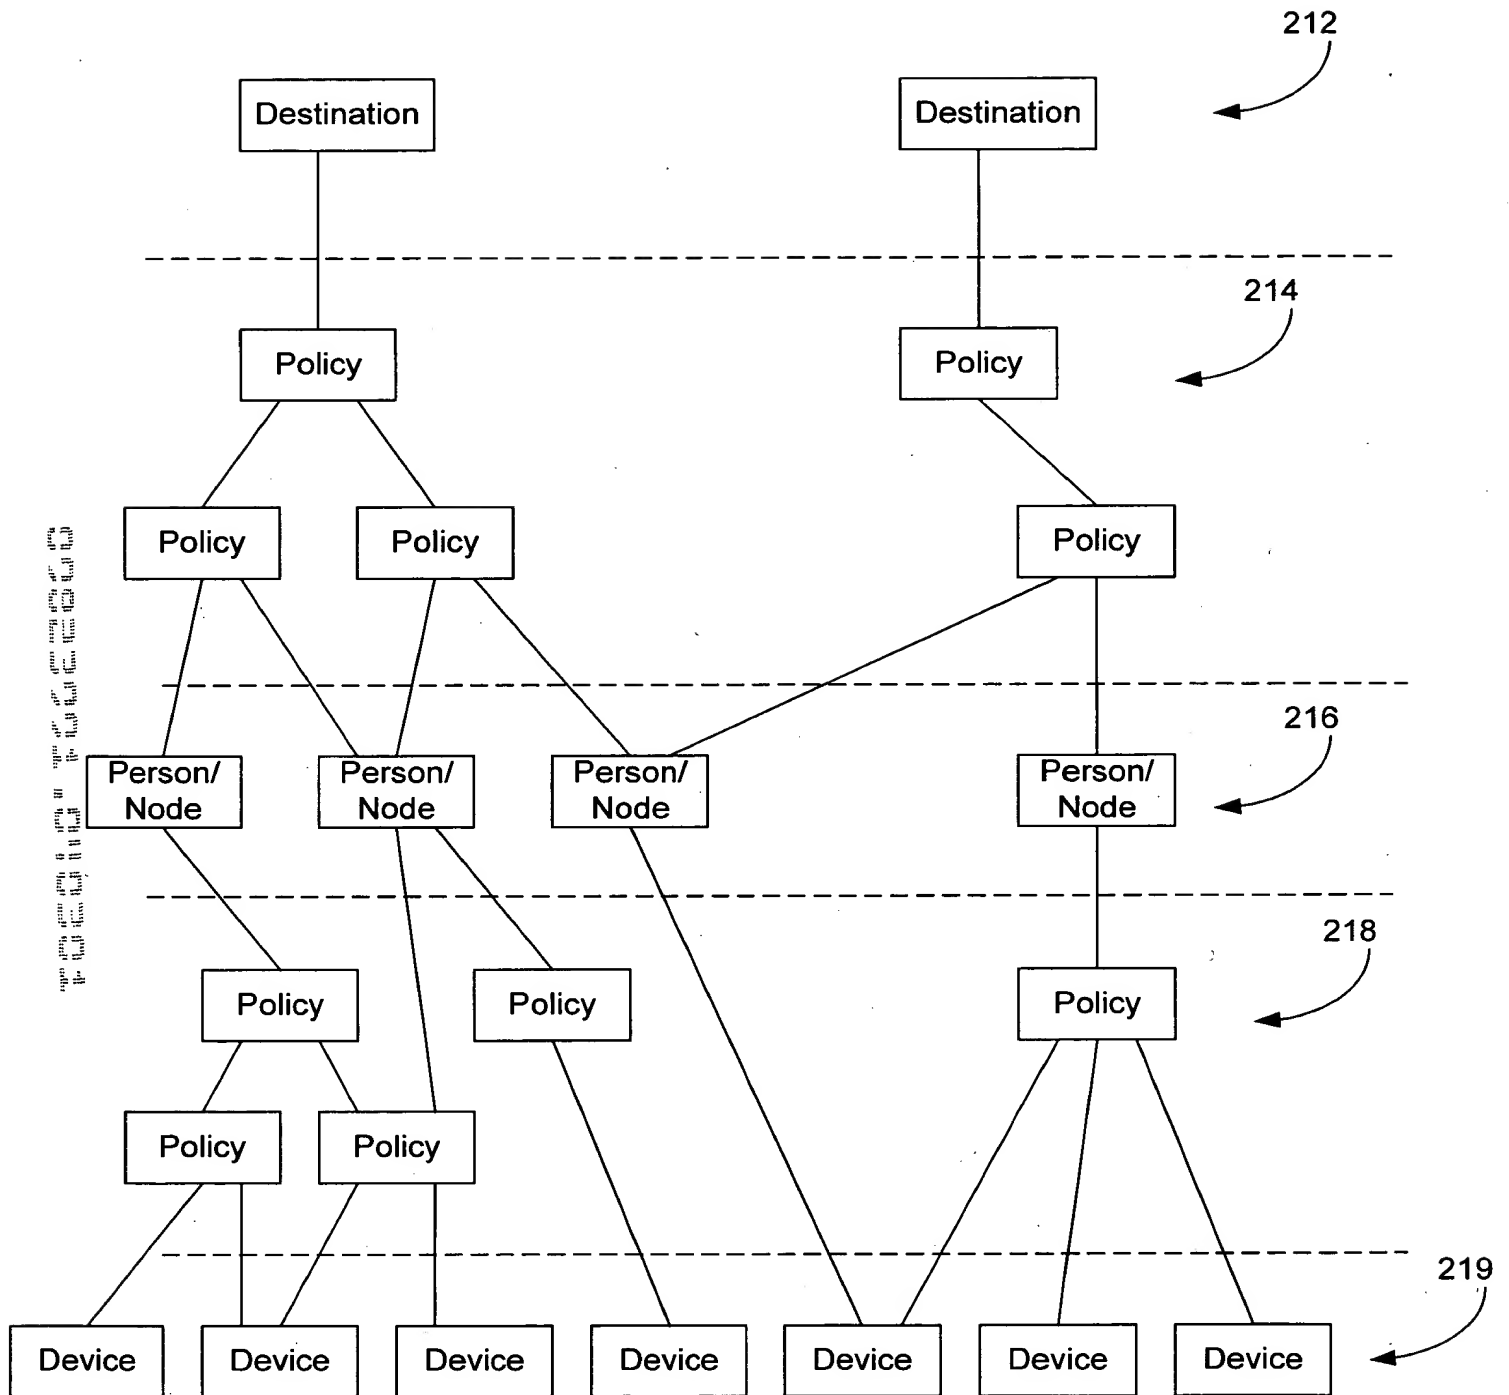 212
Destination
Destination
214
Policy
Policy
Policy
Policy
Policy
216
Person/
Node
Person/
Node
Person/
Node
Person/
Node
218
Policy
Policy
Policy
Policy
Policy
219
Device
Device
Device
Device
Device
Device
Device